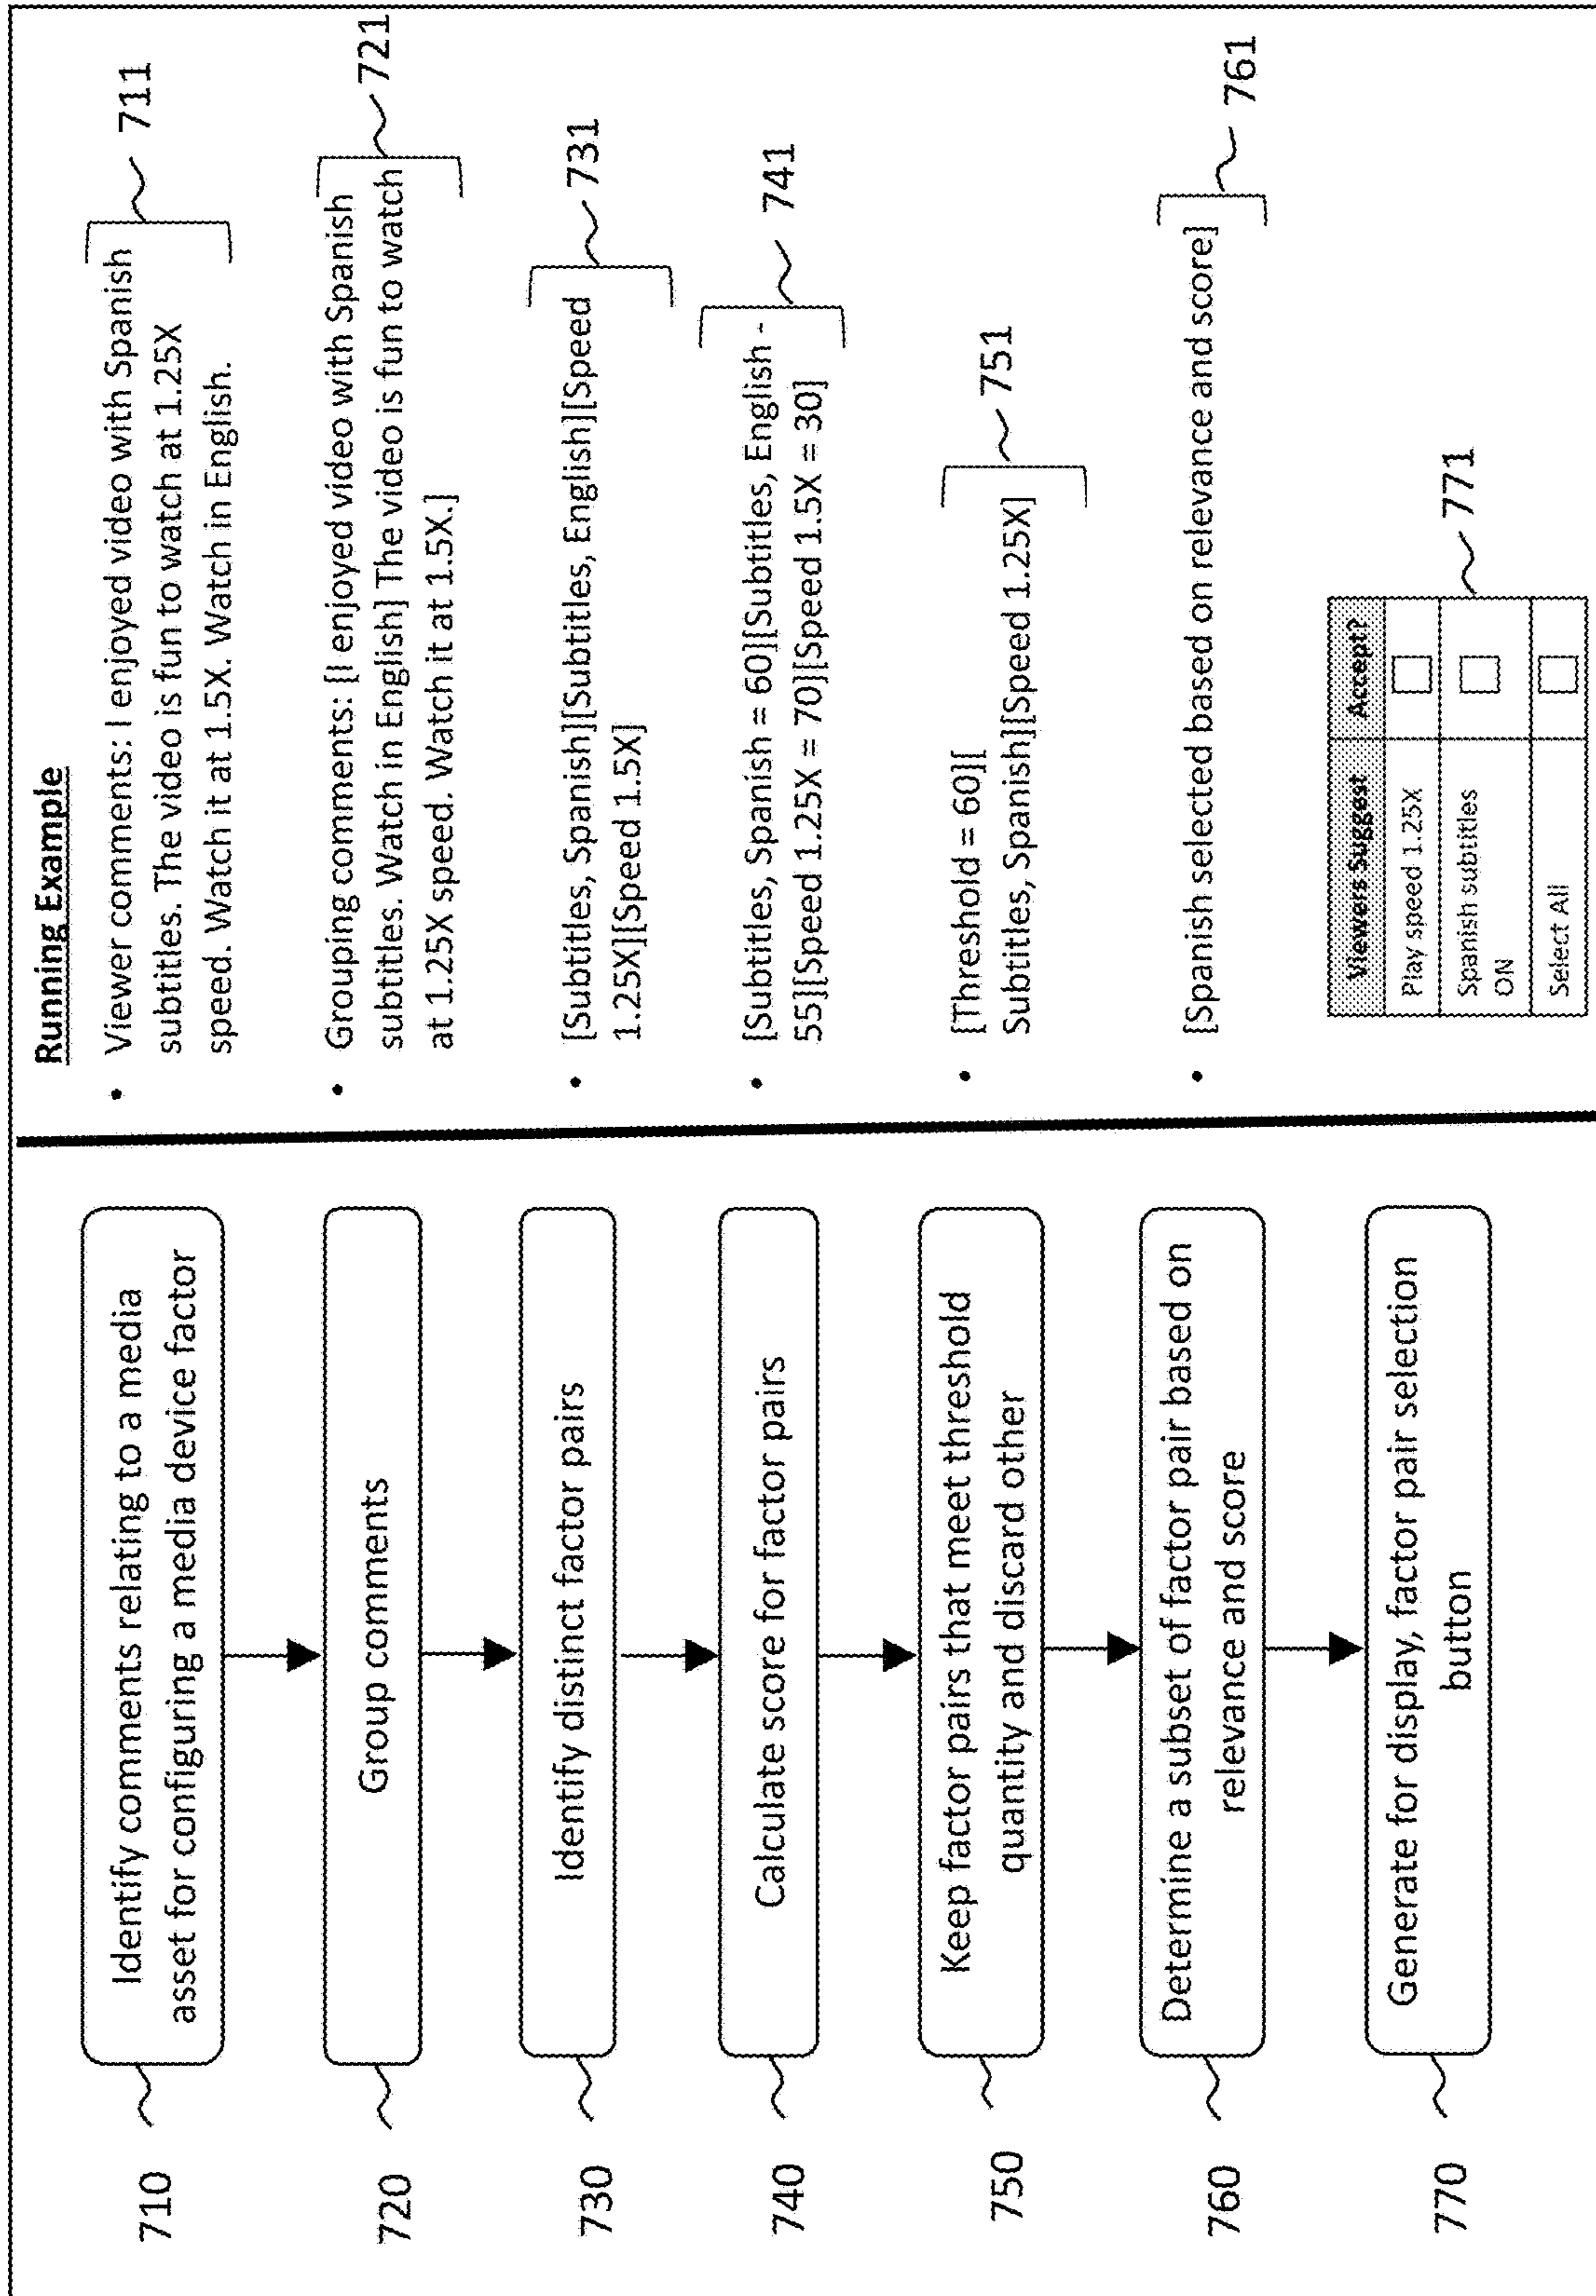 710
Identify comments relating to a media
asset for configuring a media device factor
720
Group comments
730
Identify distinct factor pairs
740
Calculate score for factor pairs
750
Keep factor pairs that meet threshold
quantity and discard other
760
Determine a subset of factor pair based on
relevance and score
770
Generate for display, factor pair selection
button
Running Example
• Viewer comments: I enjoyed video with Spanish
subtitles. The video is fun to watch at 1.25X
speed. Watch it at 1.5X. Watch in English.
711
• Grouping comments: [I enjoyed video with Spanish
subtitles. Watch in English] The video is fun to watch
at 1.25X speed. Watch it at 1.5X.]
721
• [Subtitles, Spanish][Subtitles, English][Speed
1.25X][Speed 1.5X]
731
• [Subtitles, Spanish = 60][Subtitles, English -
55][Speed 1.25X = 70][Speed 1.5X = 30]
741
• [Threshold = 60][
Subtitles, Spanish][Speed 1.25X]
751
• [Spanish selected based on relevance and score]
761
Viewers Suggest Accept?
Play speed 1.25X
Spanish subtitles
ON
Select All
771